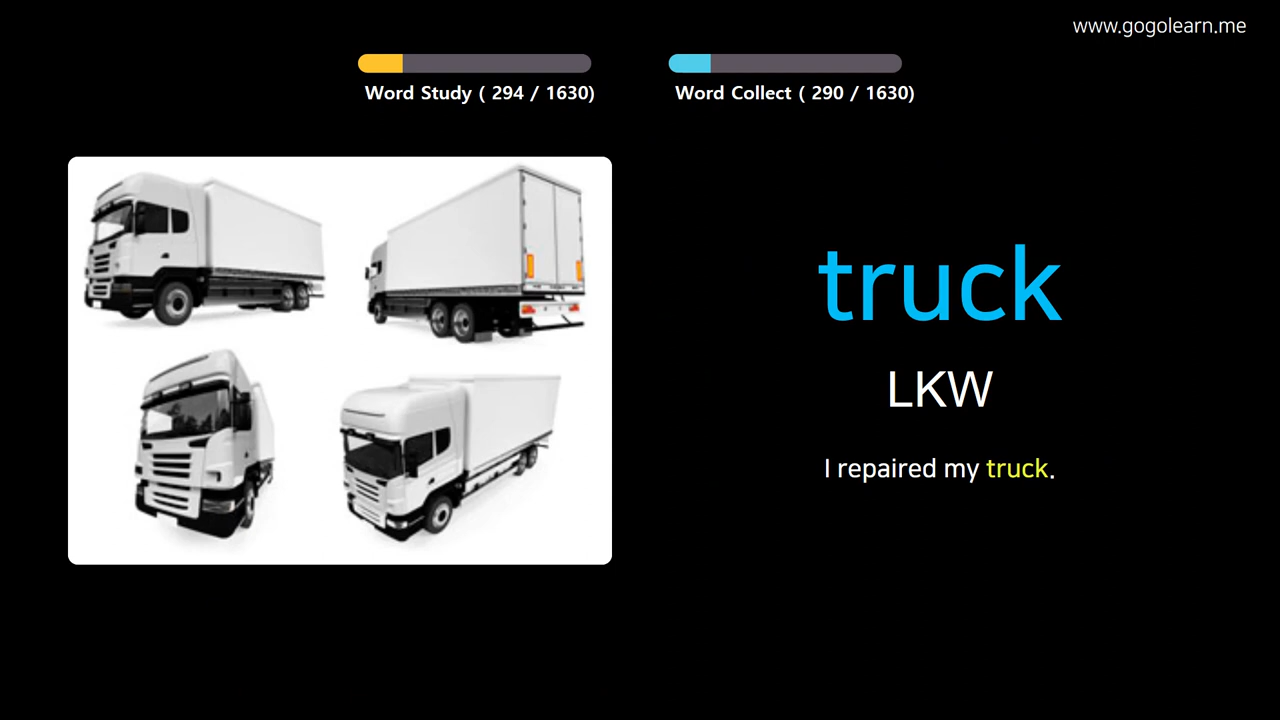 www.gogolearn.me
Word Study ( 294 / 1630)
Word Collect ( 290 / 1630)
truck
LKW
I repaired my truck.